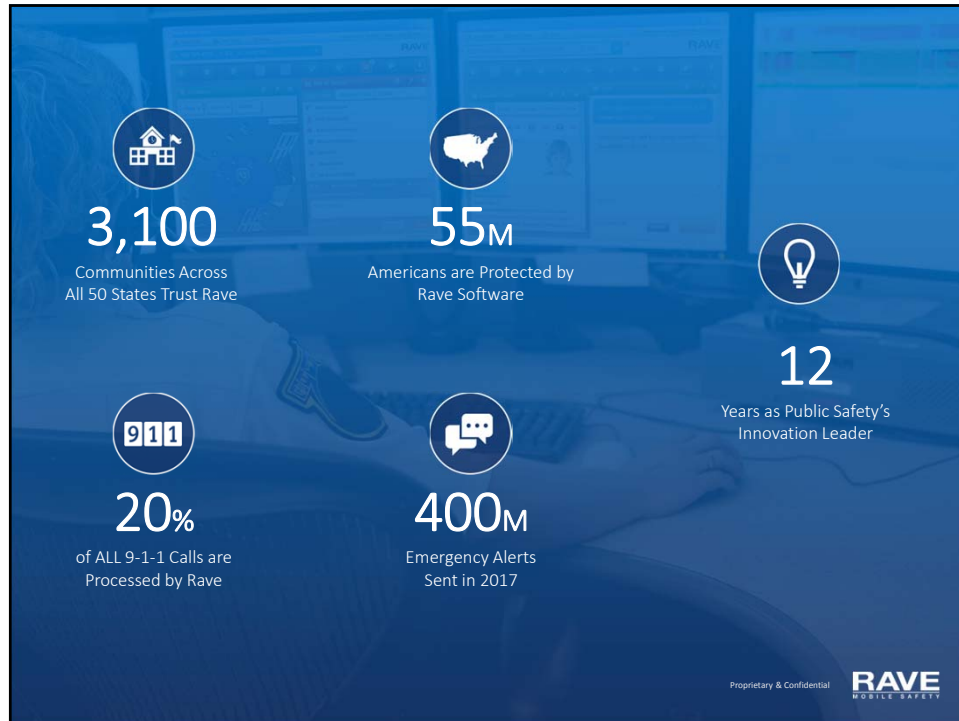 3,100
Communities Across
All 50 States Trust Rave
55M
Americans are Protected by
Rave Software
12
Years as Public Safety’s
Innovation Leader
911
20%
of ALL 9-1-1 Calls are
Processed by Rave
400M
Emergency Alerts
Sent in 2017
Proprietary & Confidential
RAVE
MOBILE SAFETY
RAVE
RAVE